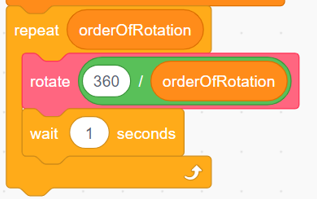 repeat orderOfRotation
rotate 360 / orderOfRotation
wait 1 seconds